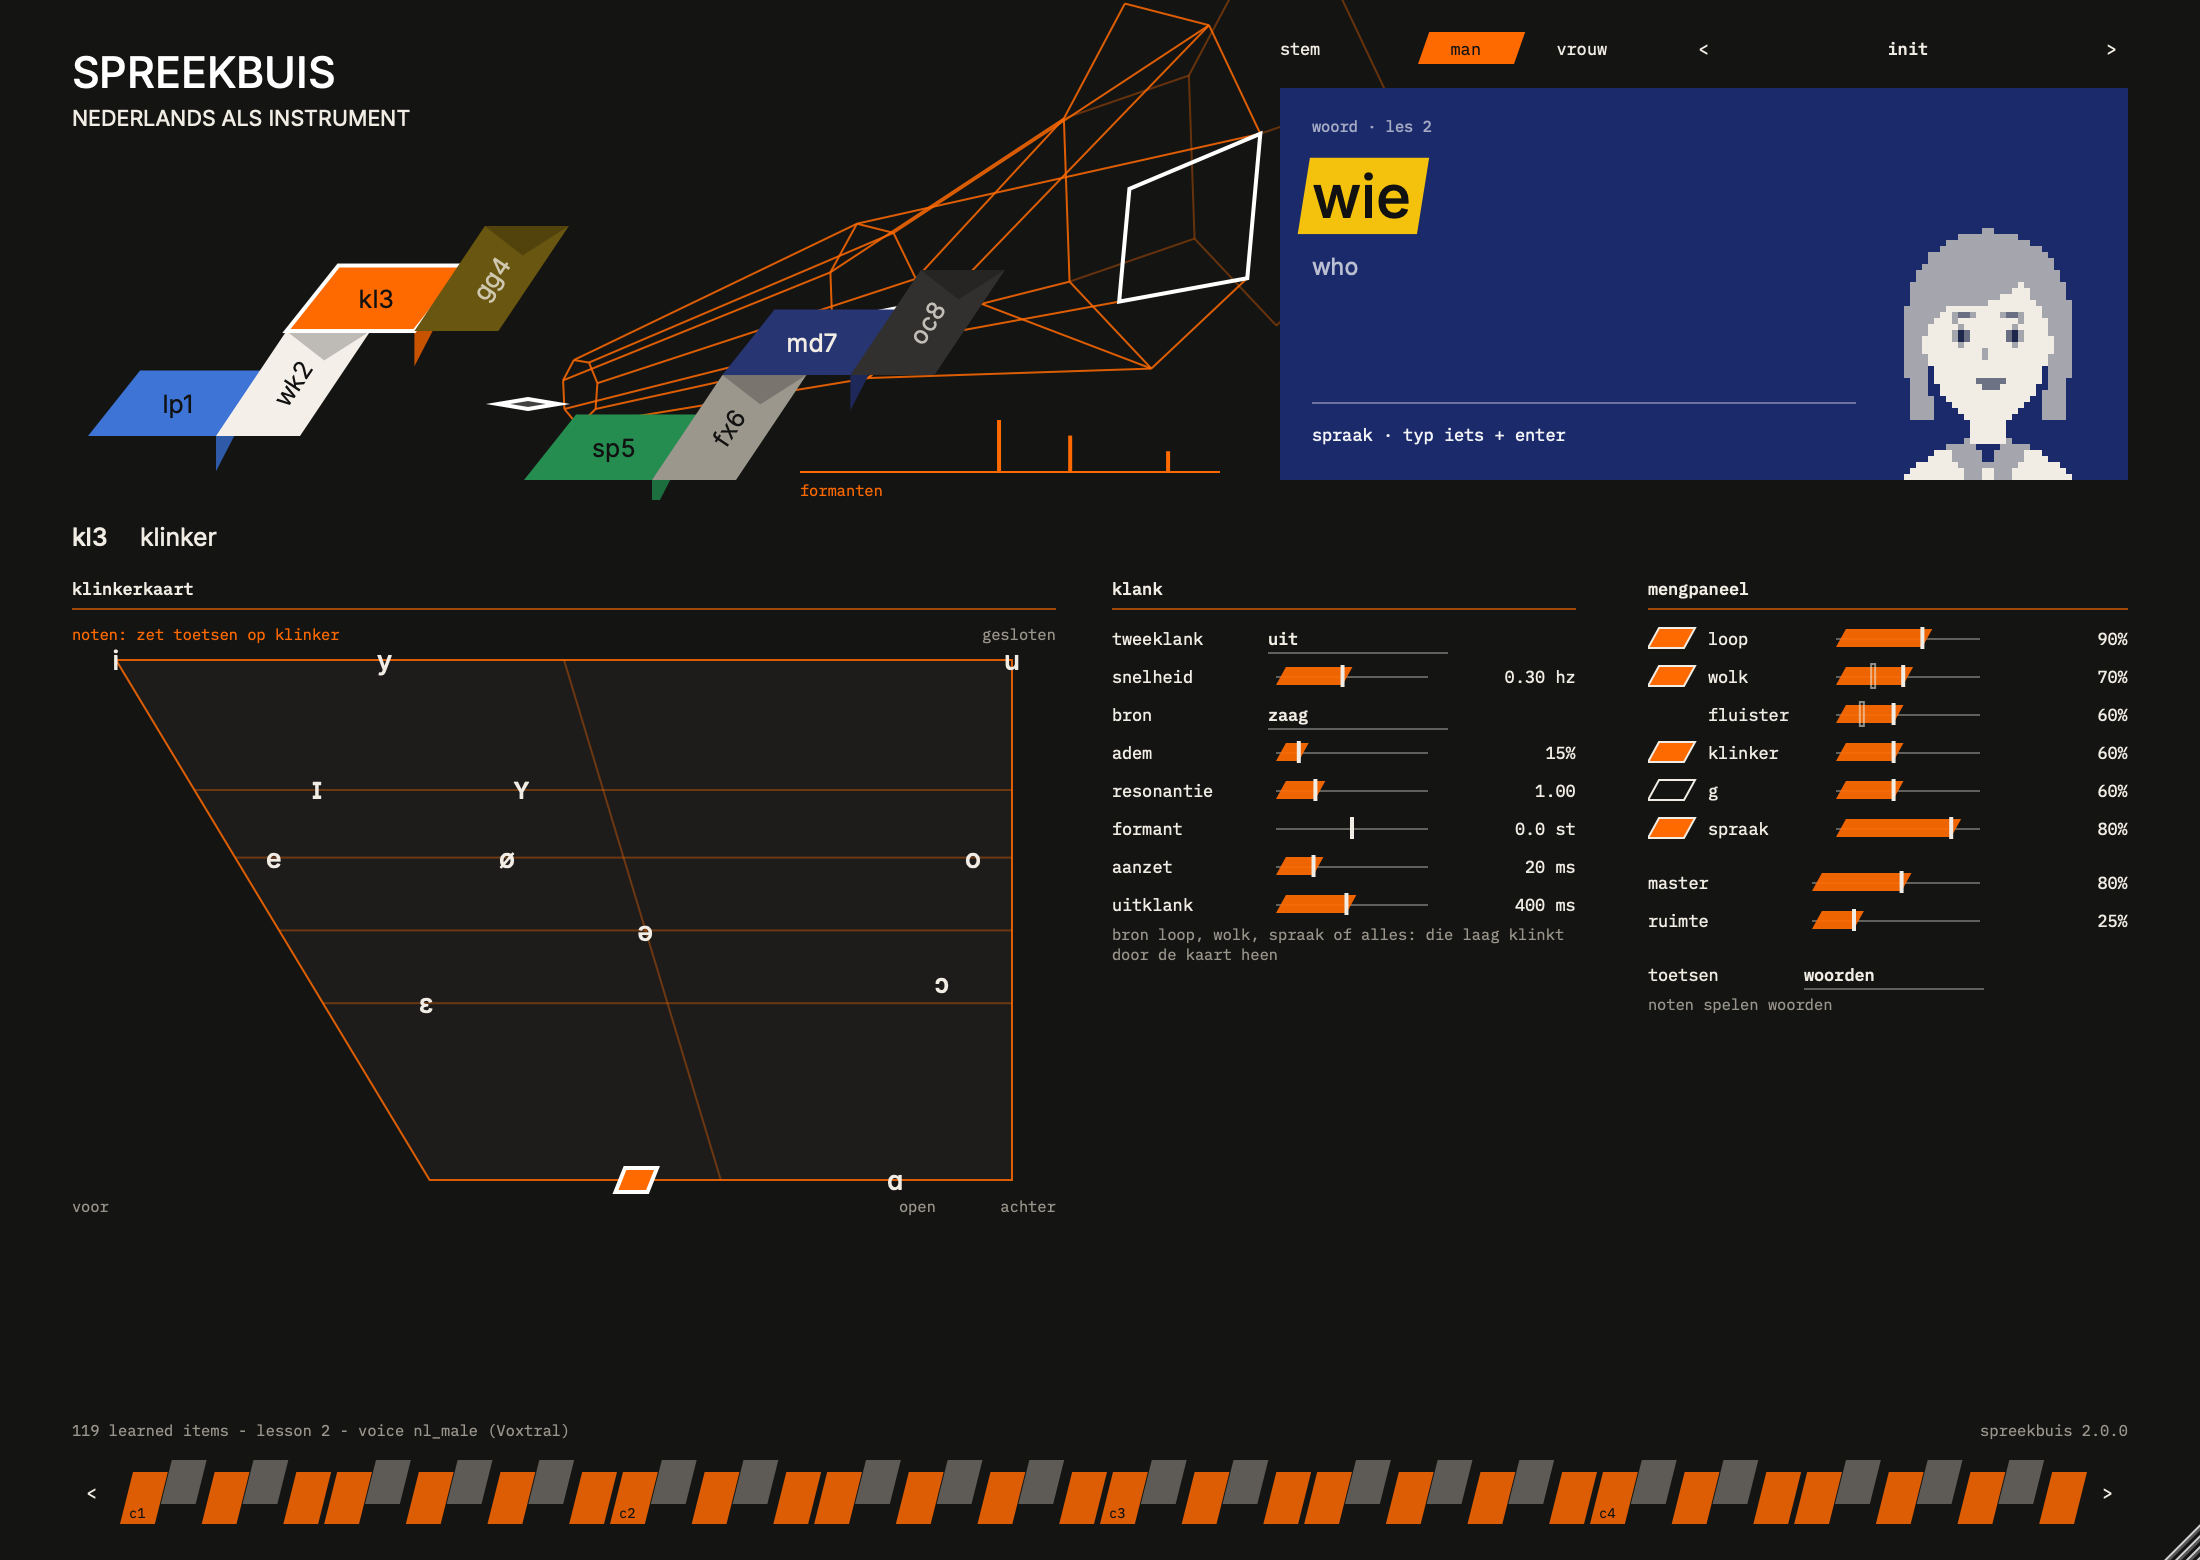 SPREEKBUIS
NEDERLANDS ALS INSTRUMENT
stem man vrouw < init >
woord · les 2
wie
who
spraak · typ iets + enter
lp1
wk2
kl3
gg4
sp5
fx6
md7
oc8
formanten
kl3 klinker
klinkerkaart
noten: zet toetsen op klinker gesloten
i y u
I Y
e ø o
ə
ɔ
ɛ
ɑ
voor open achter
klank
tweeklank uit
snelheid 0.30 hz
bron zaag
adem 15%
resonantie 1.00
formant 0.0 st
aanzet 20 ms
uitklank 400 ms
bron loop, wolk, spraak of alles: die laag klinkt
door de kaart heen
mengpaneel
loop 90%
wolk 70%
fluister 60%
klinker 60%
g 60%
spraak 80%
master 80%
ruimte 25%
toetsen woorden
noten spelen woorden
119 learned items - lesson 2 - voice nl_male (Voxtral) spreekbuis 2.0.0
< c1 c2 c3 c4 >